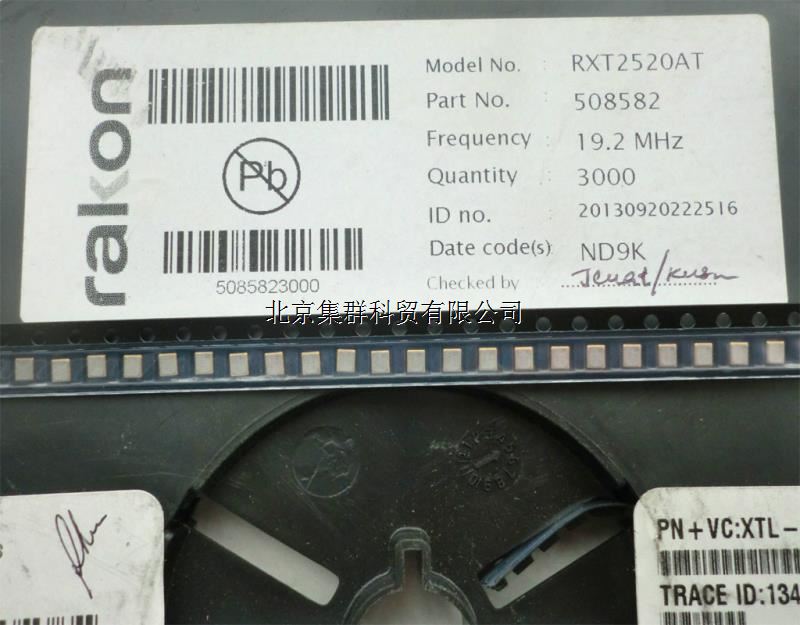 rakon
Model No. : RXT2520AT
Part No. : 508582
Frequency : 19.2 MHz
Quantity : 3000
ID no. : 20130920222516
Date code(s): ND9K
Checked by
Pb
5085823000
北京集群科贸有限公司
PN+VC:XTL-
TRACE ID:134